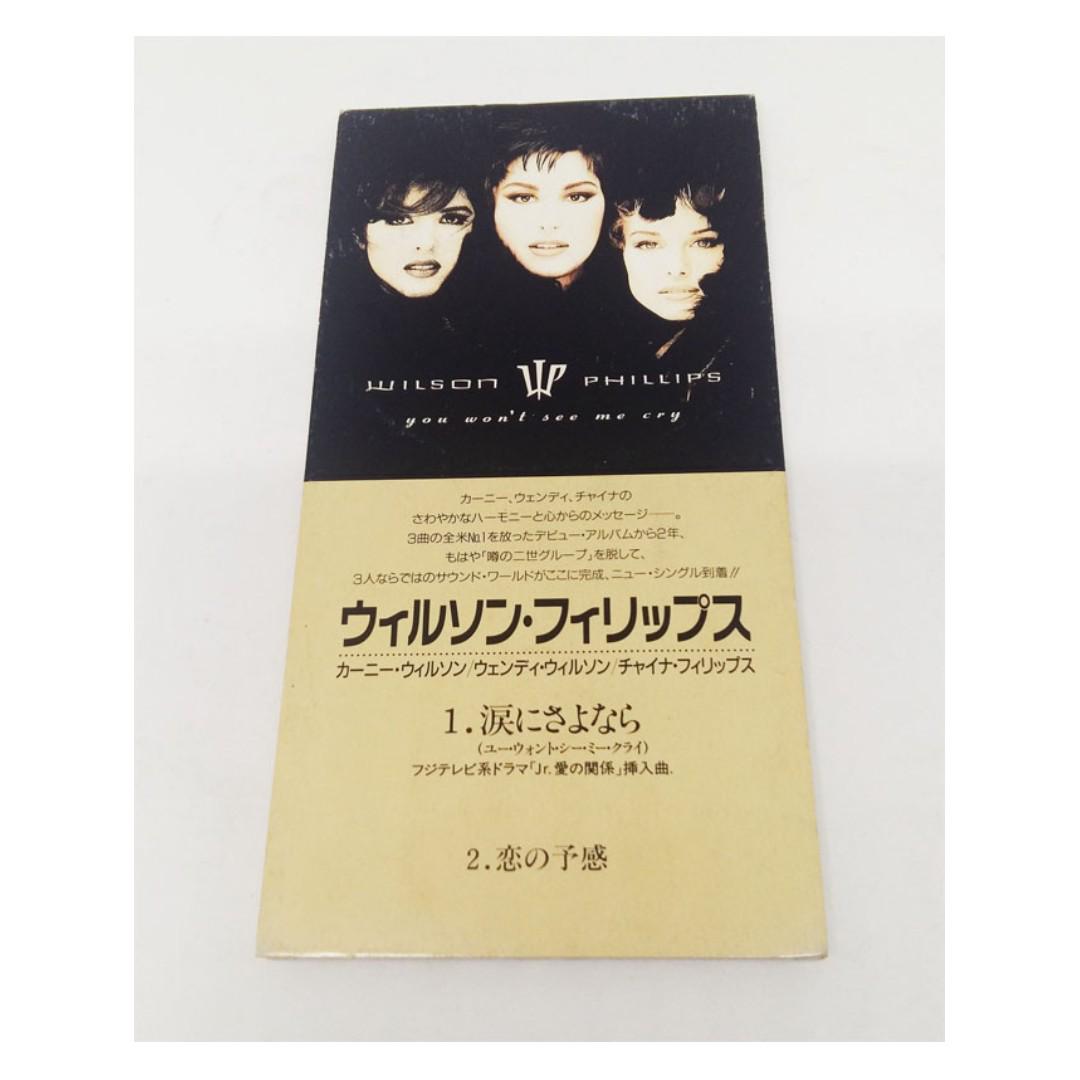 WILSON WP PHILLIPS
you won't see me cry
カーニー、ウェンディ、チャイナの
さわやかなハーモニーと心からのメッセージ――。
3曲の全米No.1を放ったデビュー・アルバムから2年、
もはや「噂の二世グループ」を脱して、
3人ならではのサウンド・ワールドがここに完成、ニュー・シングル到着!!
ウィルソン・フィリップス
カーニー・ウィルソン/ウェンディ・ウィルソン/チャイナ・フィリップス
1.涙にさよなら
(ユー・ウォント・シー・ミー・クライ)
フジテレビ系ドラマ「Jr.愛の関係」挿入曲.
2.恋の予感